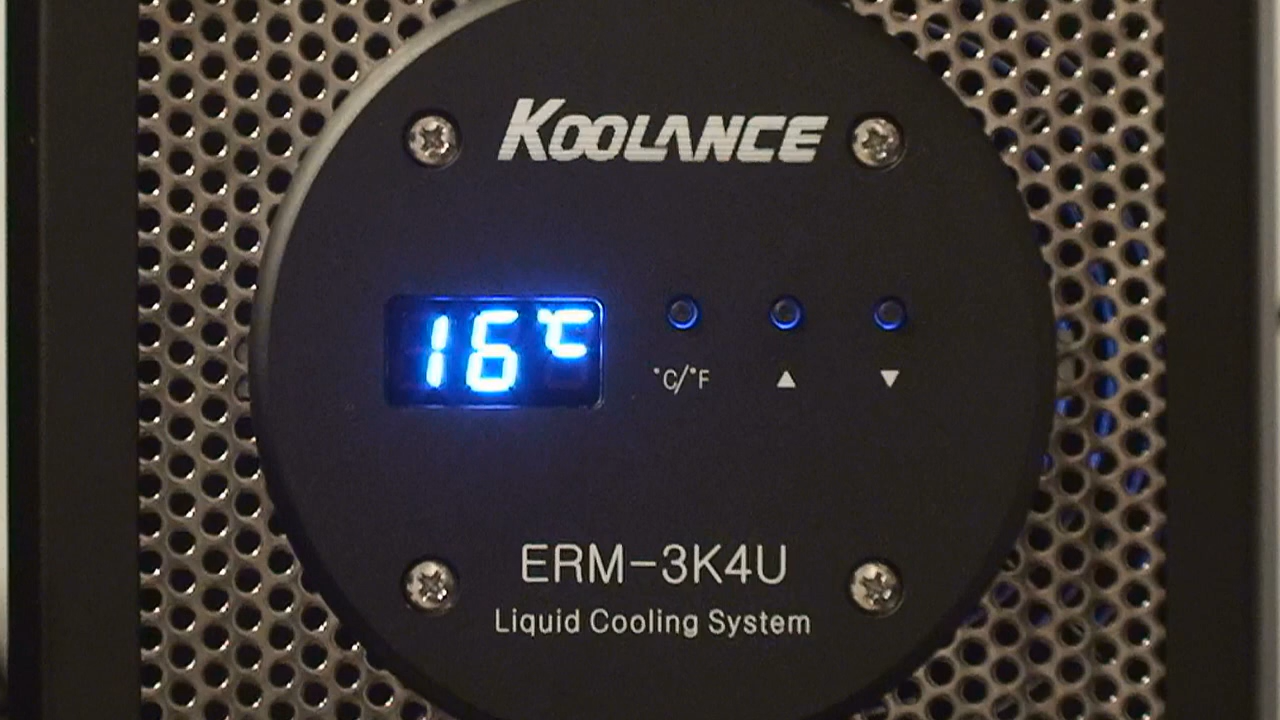 KOOLANCE
16°C
°C/°F ▲ ▼
ERM-3K4U
Liquid Cooling System